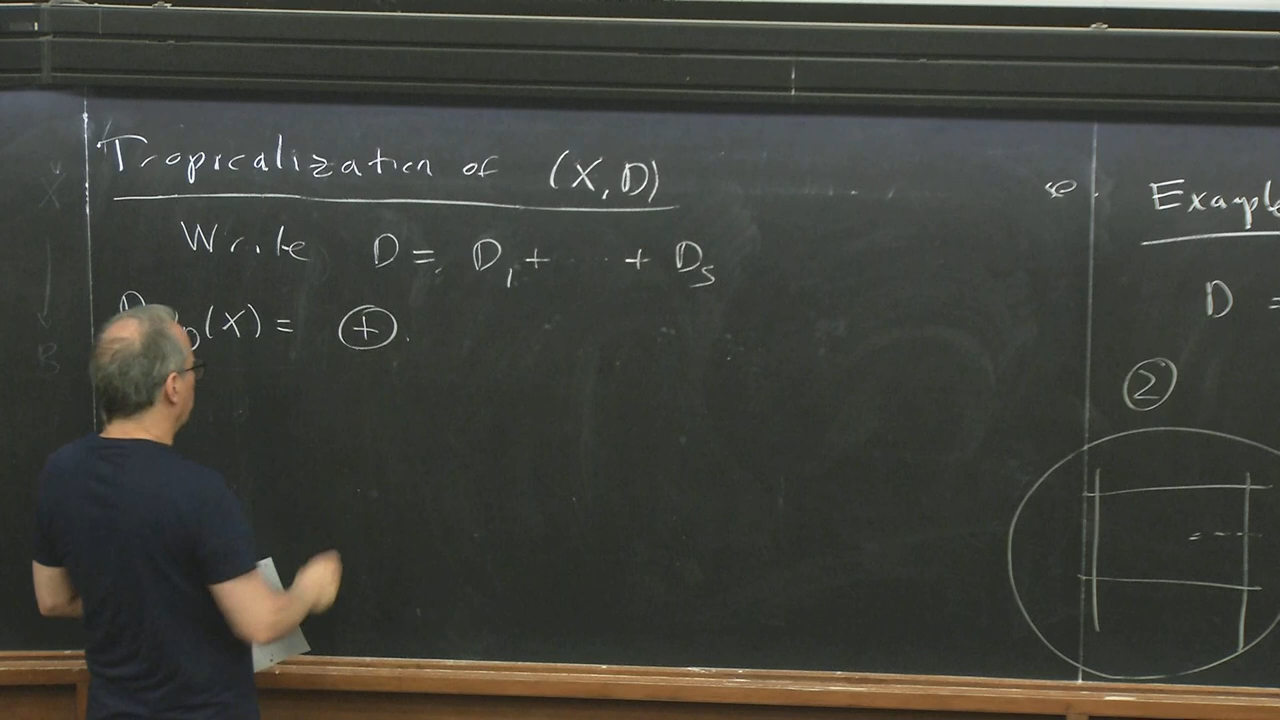 Tropicalization of (X, D)
Write D = D₁ + ⋯ + Dₛ
D(X) = ⊕
X
B
Example
D =
Σ